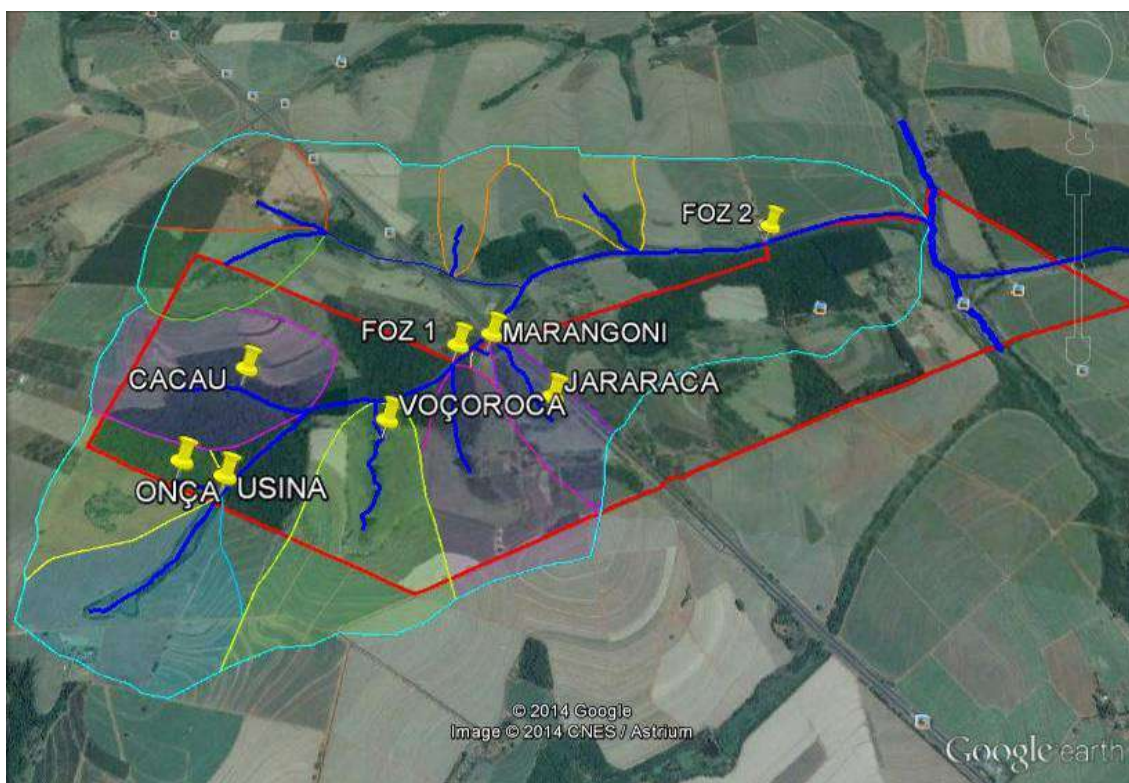 FOZ 2
FOZ 1
MARANGONI
CACAU
JARARACA
VOÇOROCA
ONÇA
USINA
© 2014 Google
Image © 2014 CNES / Astrium
Google earth